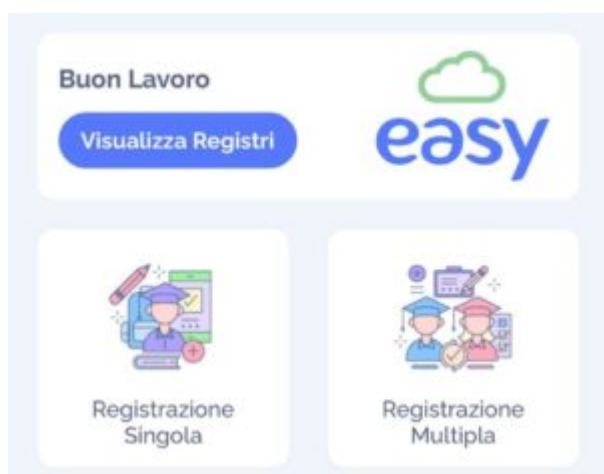 Buon Lavoro
Visualizza Registri
easy
Registrazione
Singola
Registrazione
Multipla